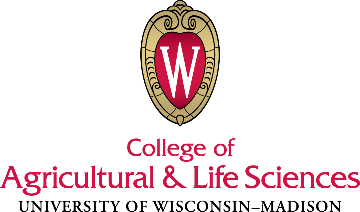 W
College of
Agricultural & Life Sciences
UNIVERSITY OF WISCONSIN–MADISON